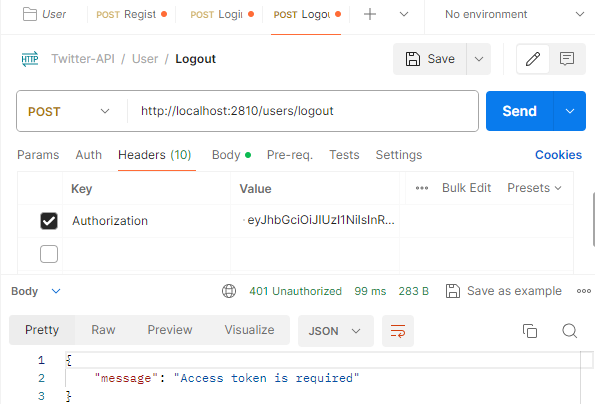 User POST Regist POST Logi POST Logou No environment
HTTP Twitter-API / User / Logout Save
POST http://localhost:2810/users/logout Send
Params Auth Headers (10) Body Pre-req. Tests Settings Cookies
Key Value Bulk Edit Presets
Authorization eyJhbGciOiJIUzI1NiIsInR...
Body 401 Unauthorized 99 ms 283 B Save as example
Pretty Raw Preview Visualize JSON
1 {
2 "message": "Access token is required"
3 }